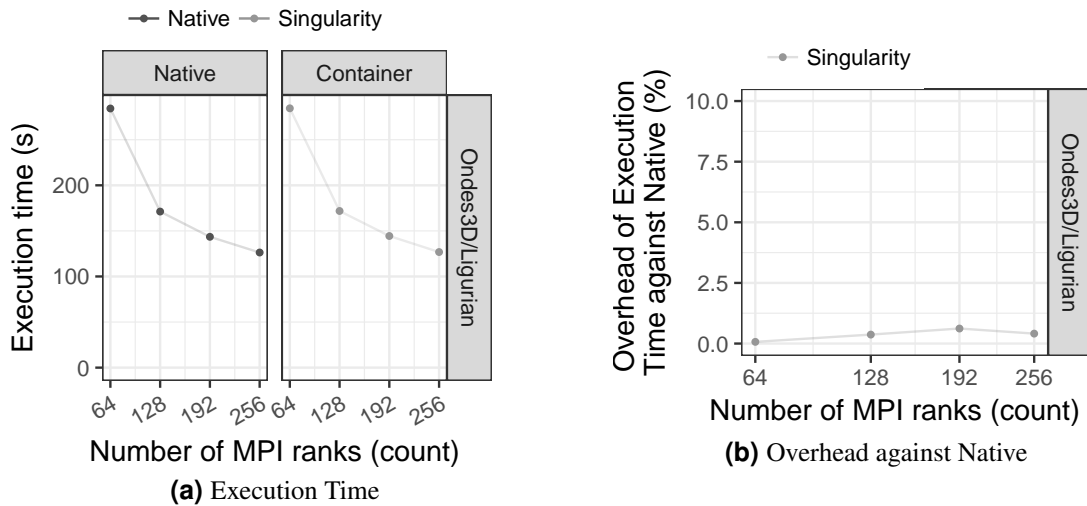 Native Singularity
Native Container
Execution time (s)
200
100
0
Ondes3D/Ligurian
64 128 192 256 64 128 192 256
Number of MPI ranks (count)
(a) Execution Time
Singularity
Overhead of Execution
Time against Native (%)
10.0
7.5
5.0
2.5
0.0
Ondes3D/Ligurian
64 128 192 256
Number of MPI ranks (count)
(b) Overhead against Native